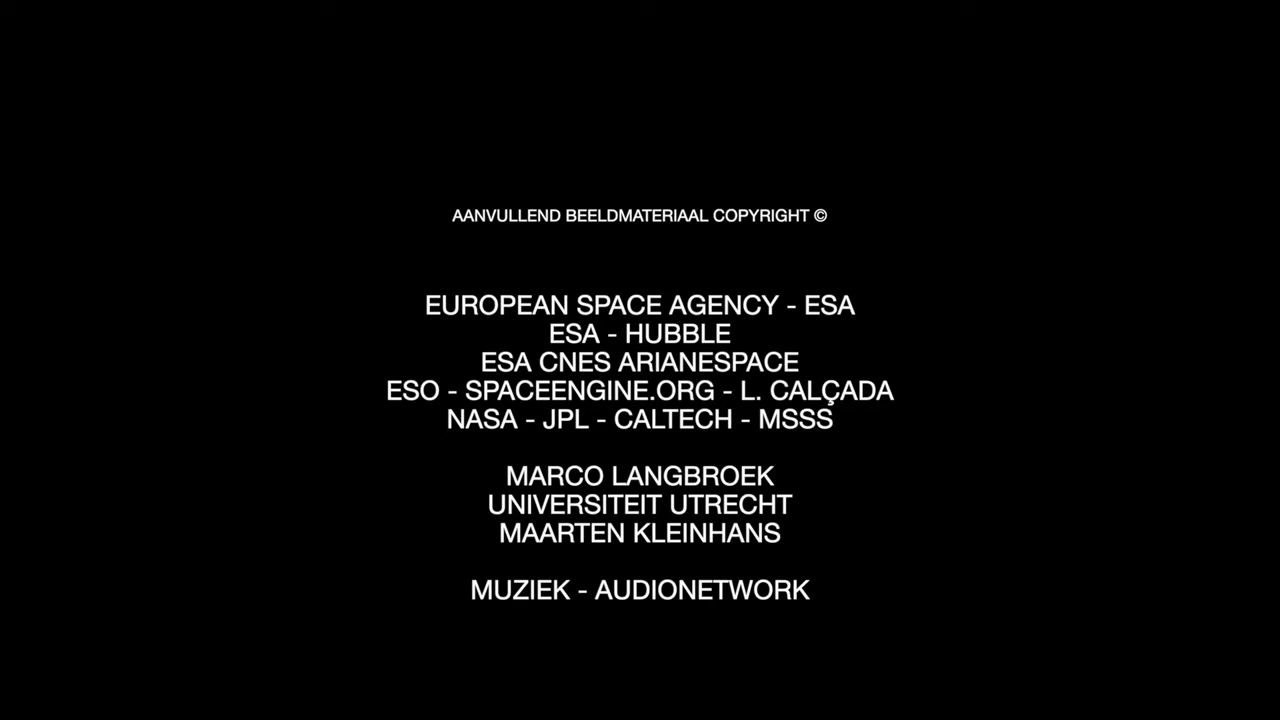 AANVULLEND BEELDMATERIAAL COPYRIGHT ©
EUROPEAN SPACE AGENCY - ESA
ESA - HUBBLE
ESA CNES ARIANESPACE
ESO - SPACEENGINE.ORG - L. CALÇADA
NASA - JPL - CALTECH - MSSS
MARCO LANGBROEK
UNIVERSITEIT UTRECHT
MAARTEN KLEINHANS
MUZIEK - AUDIONETWORK